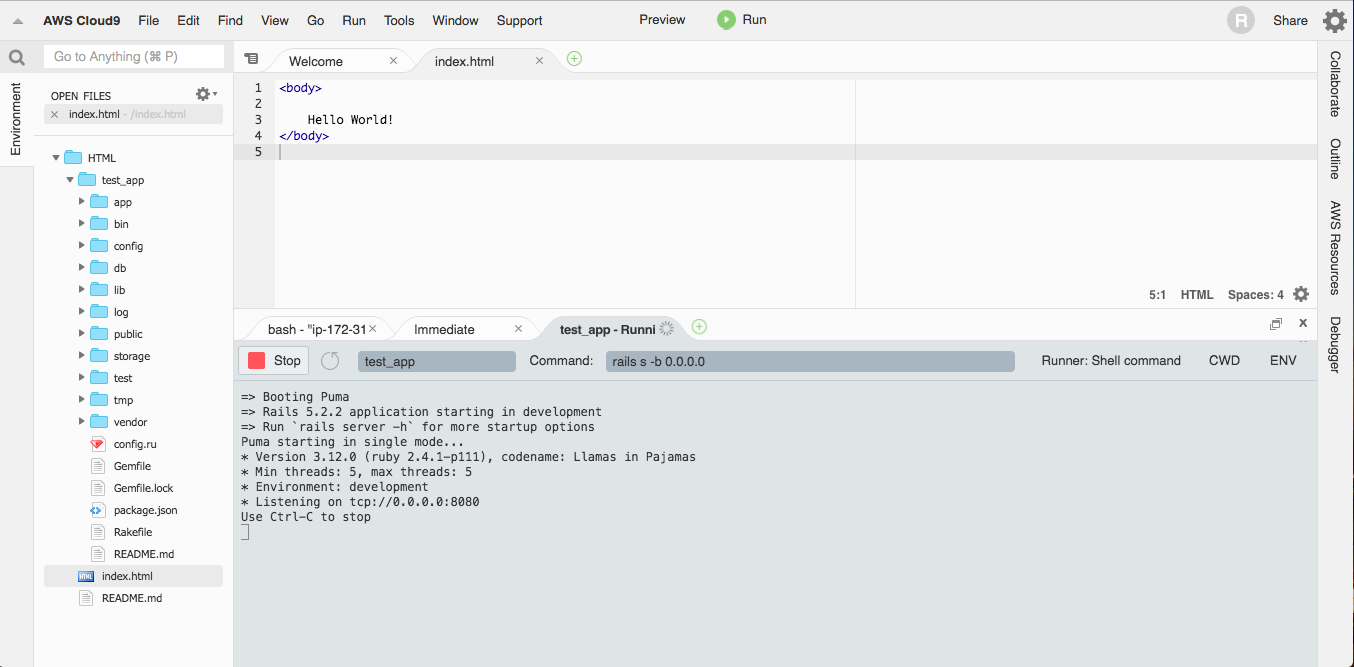 AWS Cloud9 File Edit Find View Go Run Tools Window Support Preview Run R Share
Go to Anything (⌘ P)
Welcome index.html
Environment
OPEN FILES
index.html - /index.html
HTML
test_app
app
bin
config
db
lib
log
public
storage
test
tmp
vendor
config.ru
Gemfile
Gemfile.lock
package.json
Rakefile
README.md
index.html
README.md
1 <body>
2
3 Hello World!
4 </body>
5
5:1 HTML Spaces: 4
bash - "ip-172-31 Immediate test_app - Runni
Stop test_app Command: rails s -b 0.0.0.0 Runner: Shell command CWD ENV
=> Booting Puma
=> Rails 5.2.2 application starting in development
=> Run `rails server -h` for more startup options
Puma starting in single mode...
* Version 3.12.0 (ruby 2.4.1-p111), codename: Llamas in Pajamas
* Min threads: 5, max threads: 5
* Environment: development
* Listening on tcp://0.0.0.0:8080
Use Ctrl-C to stop
Collaborate
Outline
AWS Resources
Debugger